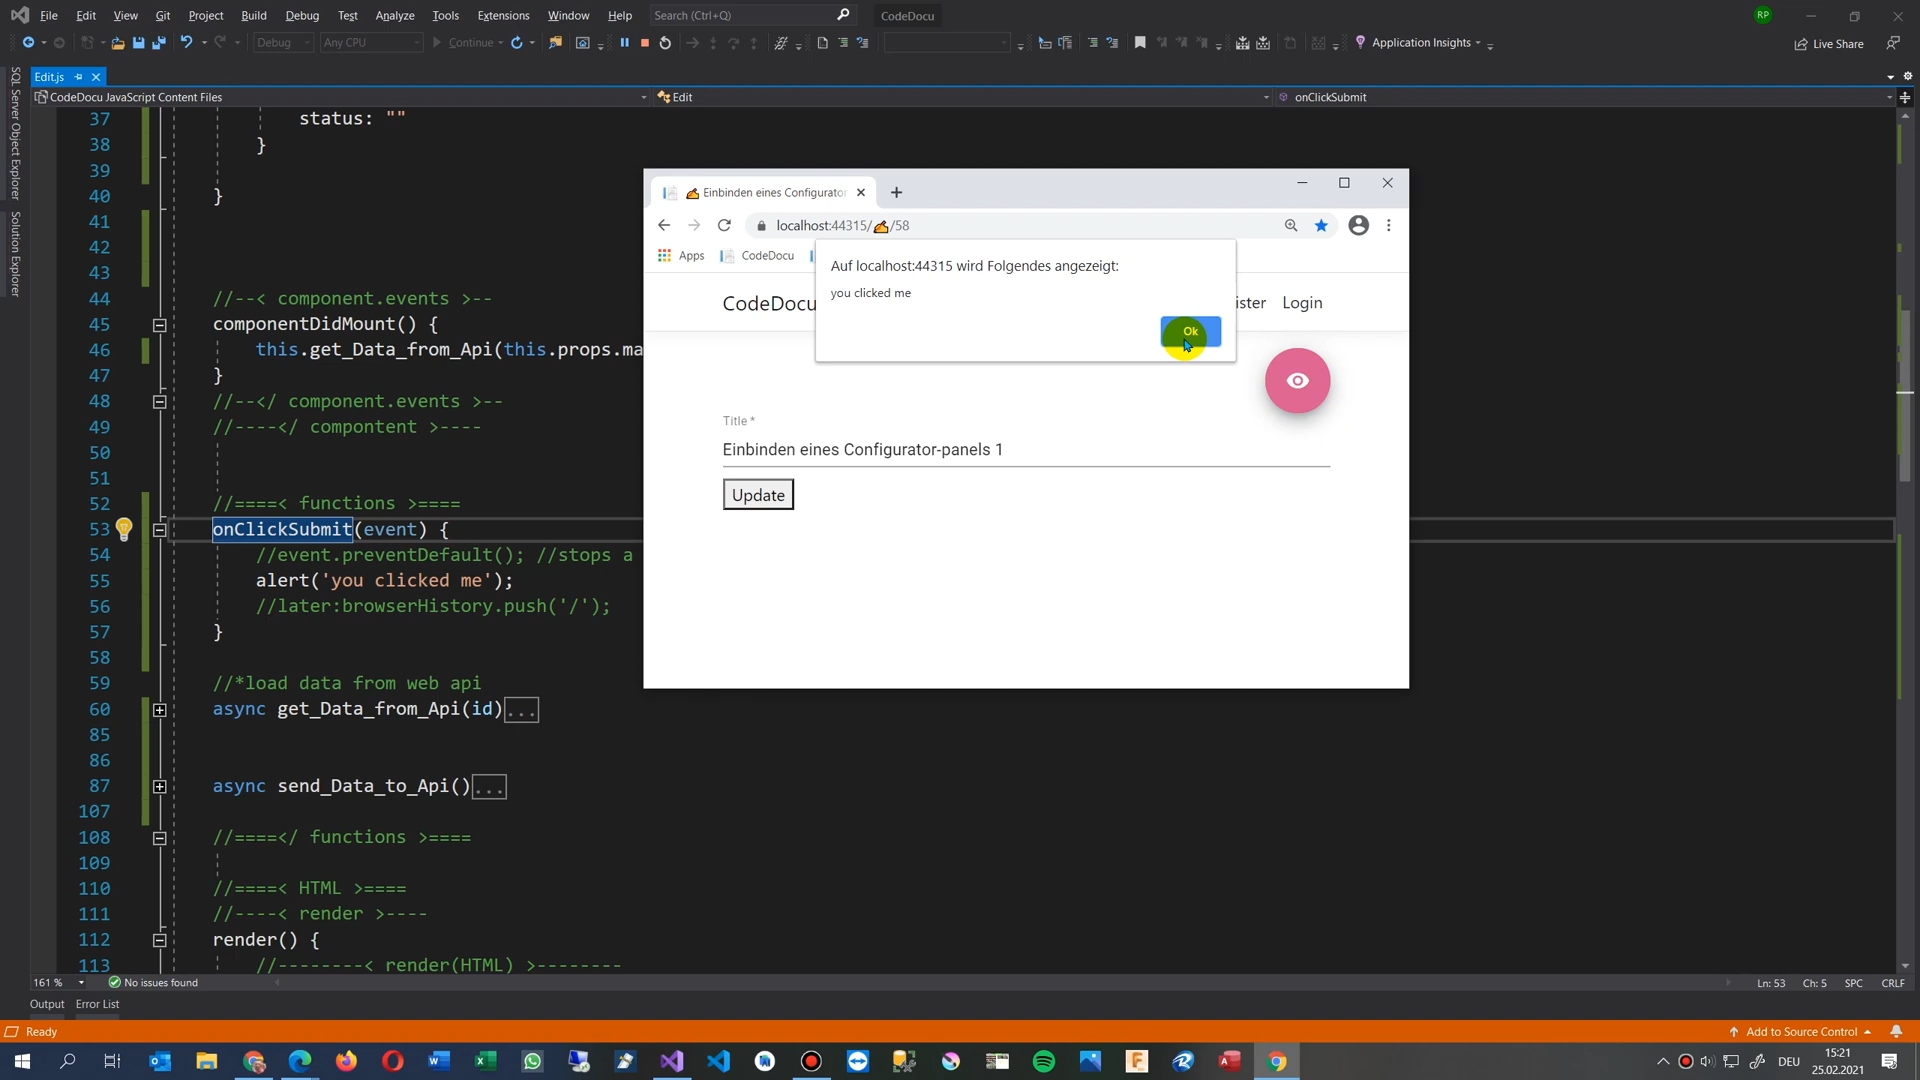 File Edit View Git Project Build Debug Test Analyze Tools Extensions Window Help Search (Ctrl+Q) CodeDocu RP
Debug Any CPU Continue Application Insights Live Share
Edit.js
CodeDocu JavaScript Content Files Edit onClickSubmit
SQL Server Object Explorer
Solution Explorer
37 status: ""
38 }
39
40 }
41
42
43
44 //--< component.events >--
45 componentDidMount() {
46 this.get_Data_from_Api(this.props.ma
47 }
48 //--</ component.events >--
49 //----</ compontent >----
50
51
52 //====< functions >====
53 onClickSubmit(event) {
54 //event.preventDefault(); //stops a
55 alert('you clicked me');
56 //later:browserHistory.push('/');
57 }
58
59 //*load data from web api
60 async get_Data_from_Api(id)...
85
86
87 async send_Data_to_Api()...
107
108 //====</ functions >====
109
110 //====< HTML >====
111 //----< render >----
112 render() {
113 //--------< render(HTML) >--------
Einbinden eines Configurator
localhost:44315/✍/58
Apps CodeDocu
Auf localhost:44315 wird Folgendes angezeigt:
you clicked me
Ok
CodeDocu ister Login
Title *
Einbinden eines Configurator-panels 1
Update
161 % No issues found Ln: 53 Ch: 5 SPC CRLF
Output Error List
Ready Add to Source Control
DEU 15:21
25.02.2021